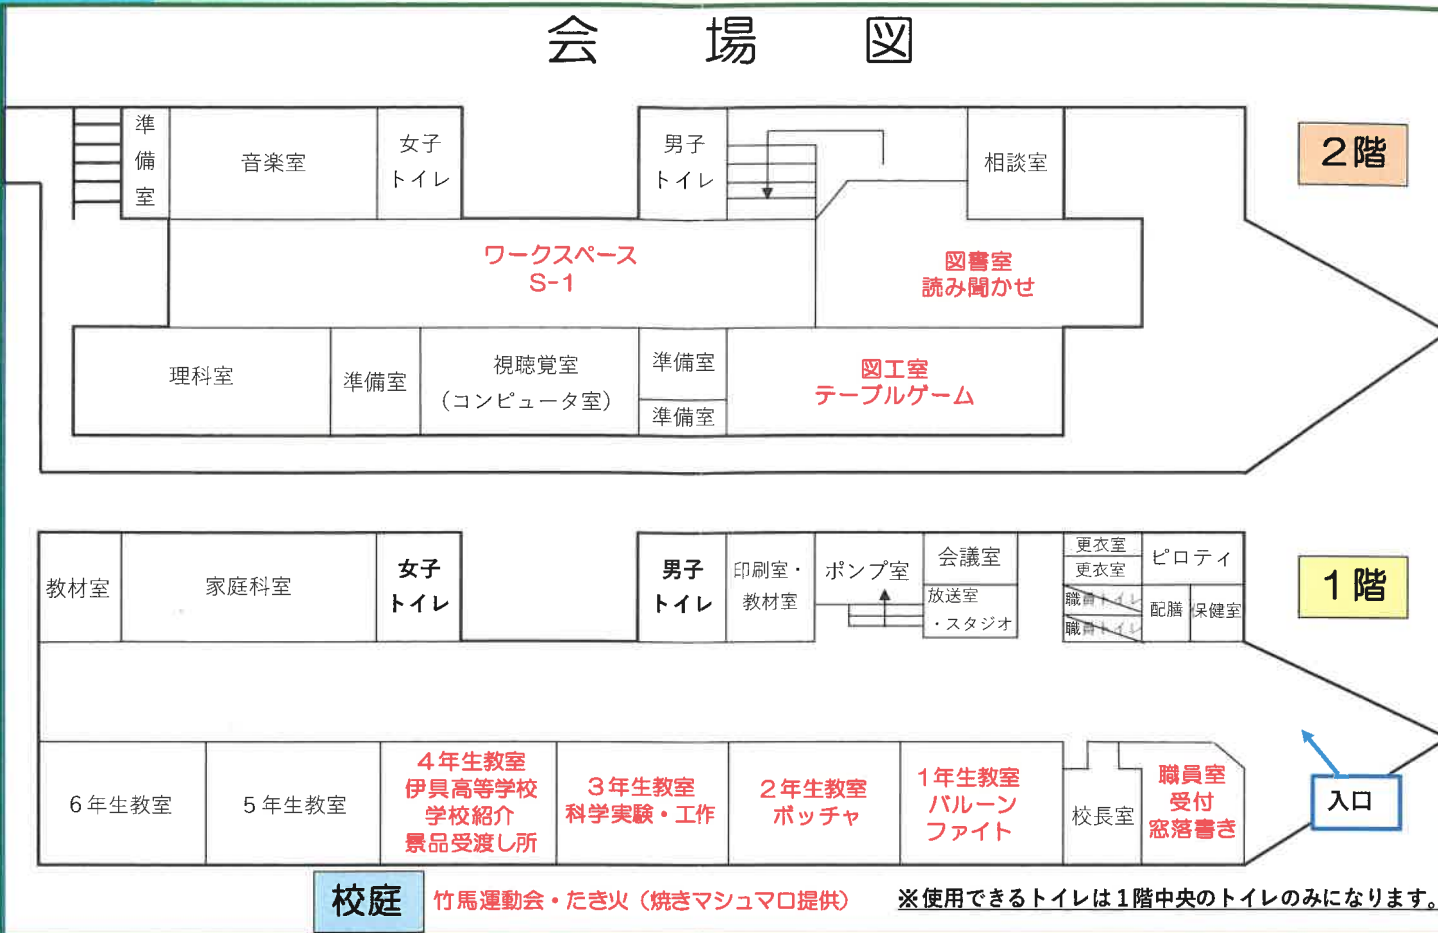 会場図
2階
準備室
音楽室
女子
トイレ
男子
トイレ
相談室
ワークスペース
S-1
図書室
読み聞かせ
理科室
準備室
視聴覚室
(コンピュータ室)
準備室
準備室
図工室
テーブルゲーム
1階
教材室
家庭科室
女子
トイレ
男子
トイレ
印刷室・
教材室
ポンプ室
会議室
放送室
・スタジオ
更衣室
更衣室
職員トイレ
職員トイレ
ピロティ
配膳
保健室
6年生教室
5年生教室
4年生教室
伊具高等学校
学校紹介
景品受渡し所
3年生教室
科学実験・工作
2年生教室
ボッチャ
1年生教室
バルーン
ファイト
校長室
職員室
受付
窓落書き
入口
校庭
竹馬運動会・たき火（焼きマシュマロ提供）
※使用できるトイレは1階中央のトイレのみになります。